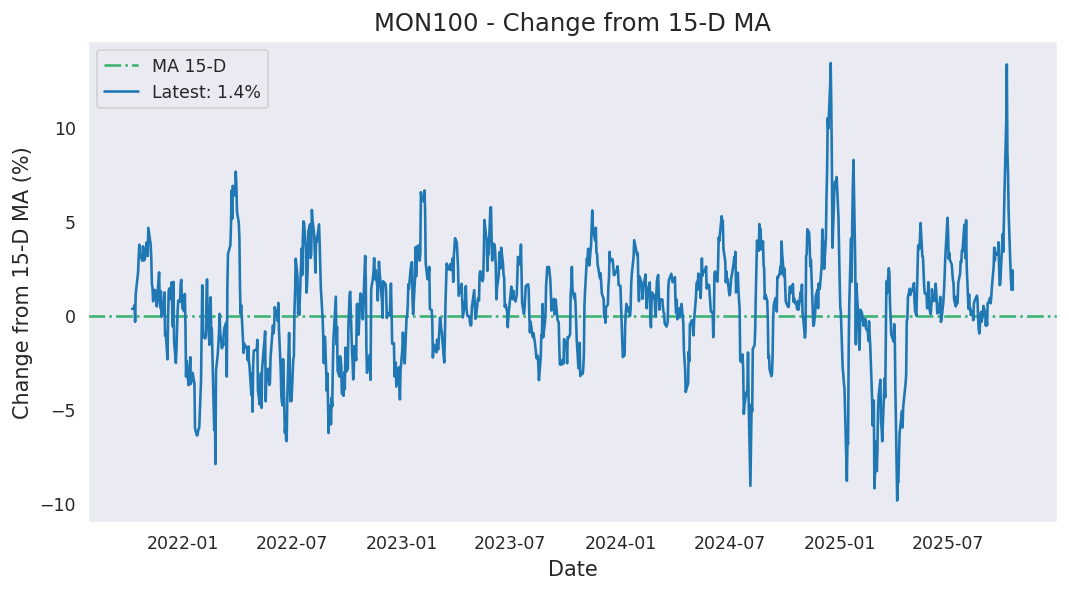 MON100 - Change from 15-D MA
MA 15-D
Latest: 1.4%
Change from 15-D MA (%)
10
5
0
−5
−10
2022-01 2022-07 2023-01 2023-07 2024-01 2024-07 2025-01 2025-07
Date